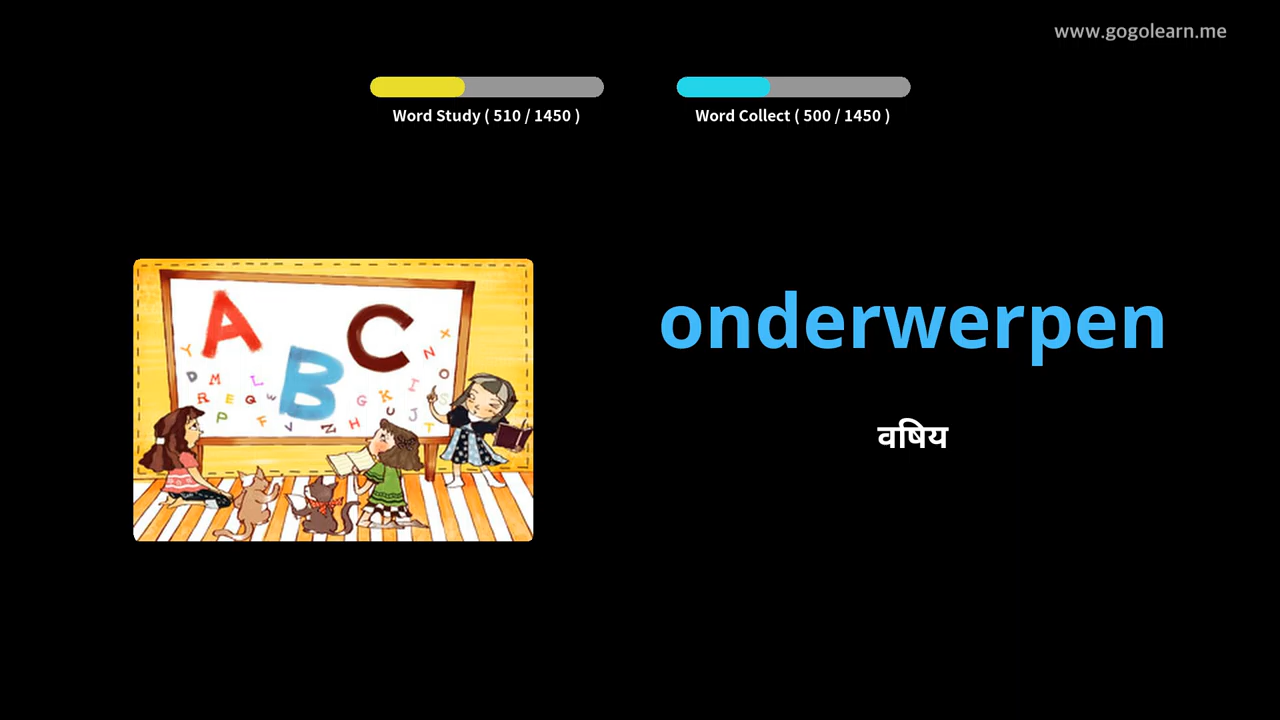 www.gogolearn.me
Word Study ( 510 / 1450 )
Word Collect ( 500 / 1450 )
A B C
Y X
N
D M L I O
R E Q W G K S
P F V Z H U J T
onderwerpen
वषिय